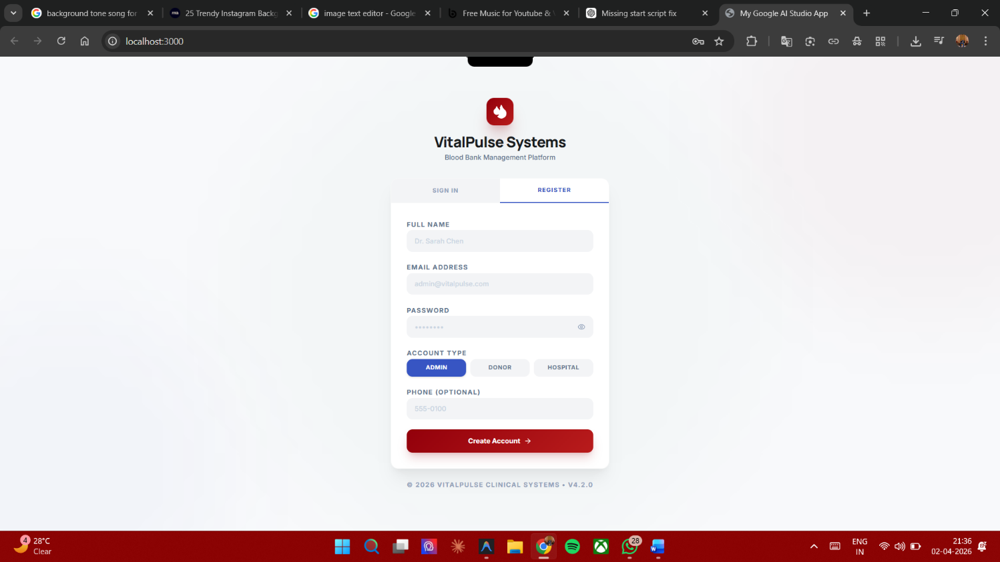 background tone song for
25 Trendy Instagram Backg
image text editor - Google
Free Music for Youtube &
Missing start script fix
My Google AI Studio App
localhost:3000
VitalPulse Systems
Blood Bank Management Platform
SIGN IN
REGISTER
FULL NAME
Dr. Sarah Chen
EMAIL ADDRESS
admin@vitalpulse.com
PASSWORD
••••••••
ACCOUNT TYPE
ADMIN
DONOR
HOSPITAL
PHONE (OPTIONAL)
555-0100
Create Account →
© 2026 VITALPULSE CLINICAL SYSTEMS • V4.2.0
4
28°C
Clear
28
ENG
IN
21:36
02-04-2026